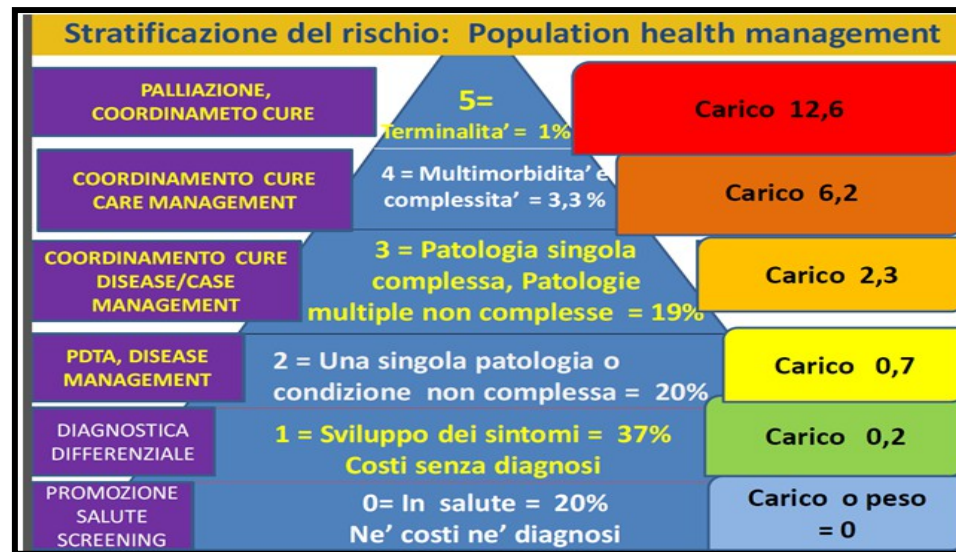 Stratificazione del rischio: Population health management
PALLIAZIONE,
COORDINAMETO CURE
5=
Terminalita' = 1%
Carico 12,6
COORDINAMENTO CURE
CARE MANAGEMENT
4 = Multimorbidita' e
complessita' = 3,3 %
Carico 6,2
COORDINAMENTO CURE
DISEASE/CASE
MANAGEMENT
3 = Patologia singola
complessa, Patologie
multiple non complesse = 19%
Carico 2,3
PDTA, DISEASE
MANAGEMENT
2 = Una singola patologia o
condizione non complessa = 20%
Carico 0,7
DIAGNOSTICA
DIFFERENZIALE
1 = Sviluppo dei sintomi = 37%
Costi senza diagnosi
Carico 0,2
PROMOZIONE
SALUTE
SCREENING
0= In salute = 20%
Ne' costi ne' diagnosi
Carico o peso
= 0